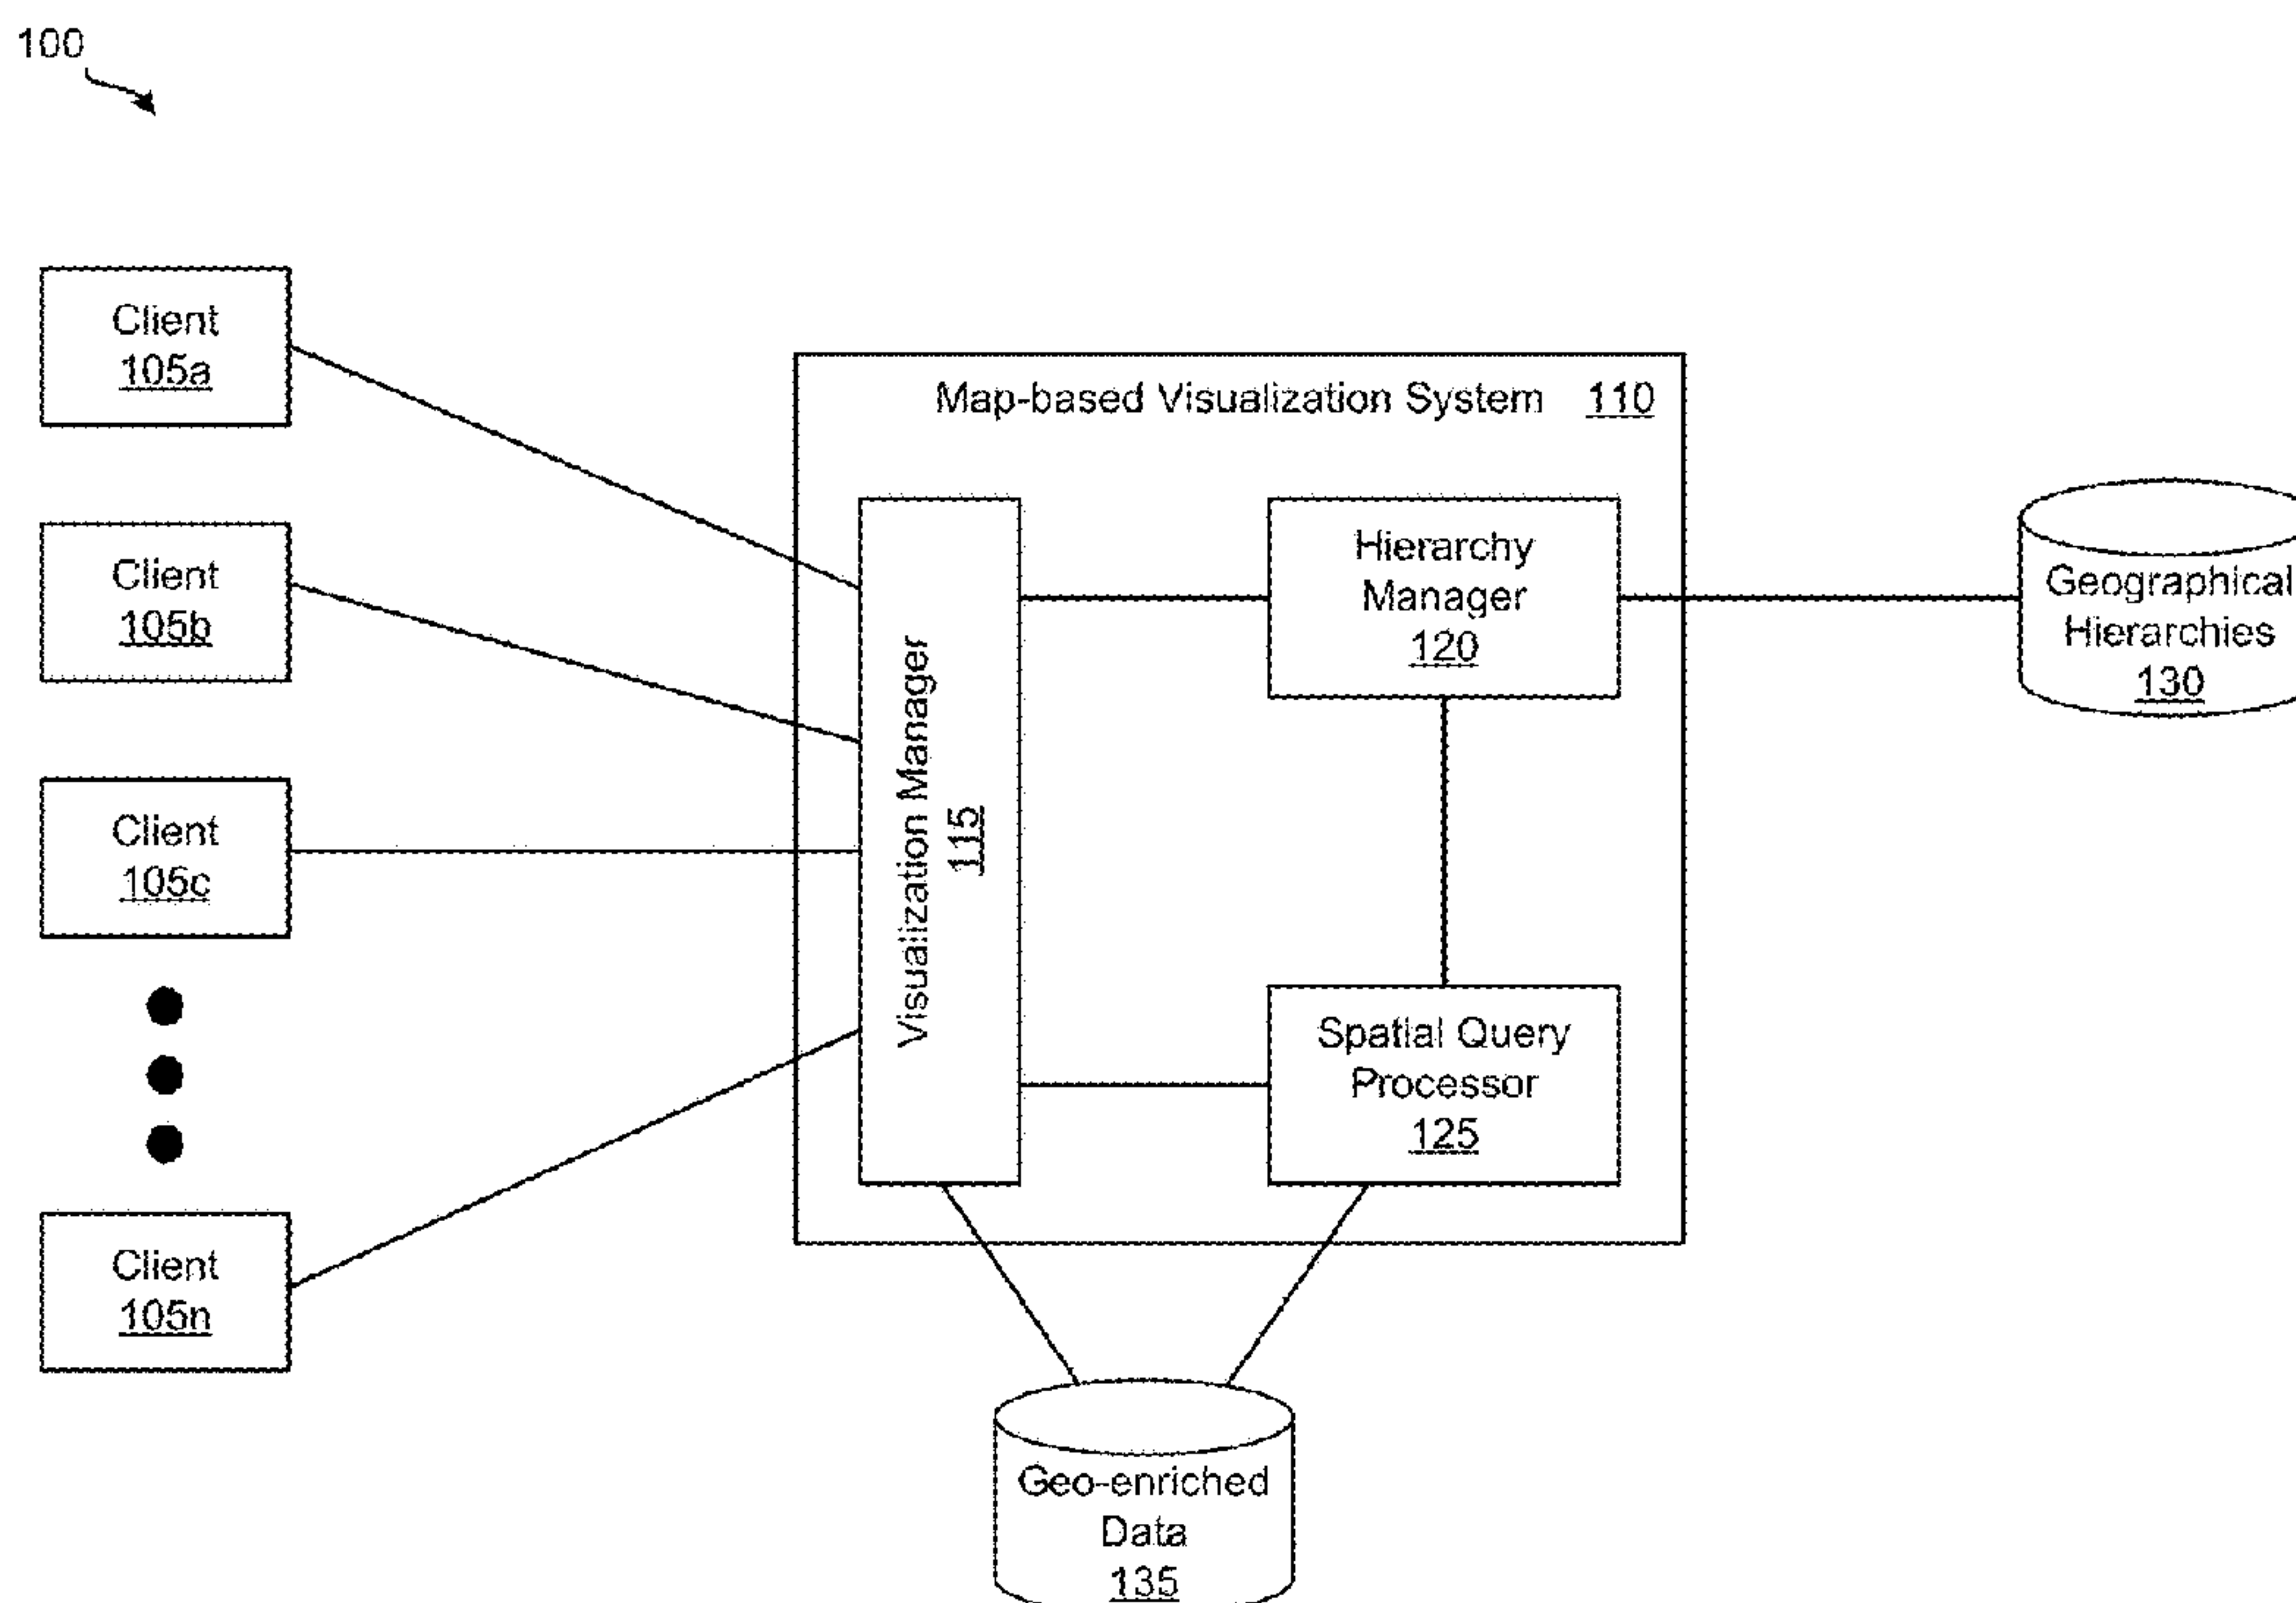 100
Client
105a
Client
105b
Client
105c
Client
105n
Map-based Visualization System 110
Visualization Manager
115
Hierarchy
Manager
120
Spatial Query
Processor
125
Geographical
Hierarchies
130
Geo-enriched
Data
135